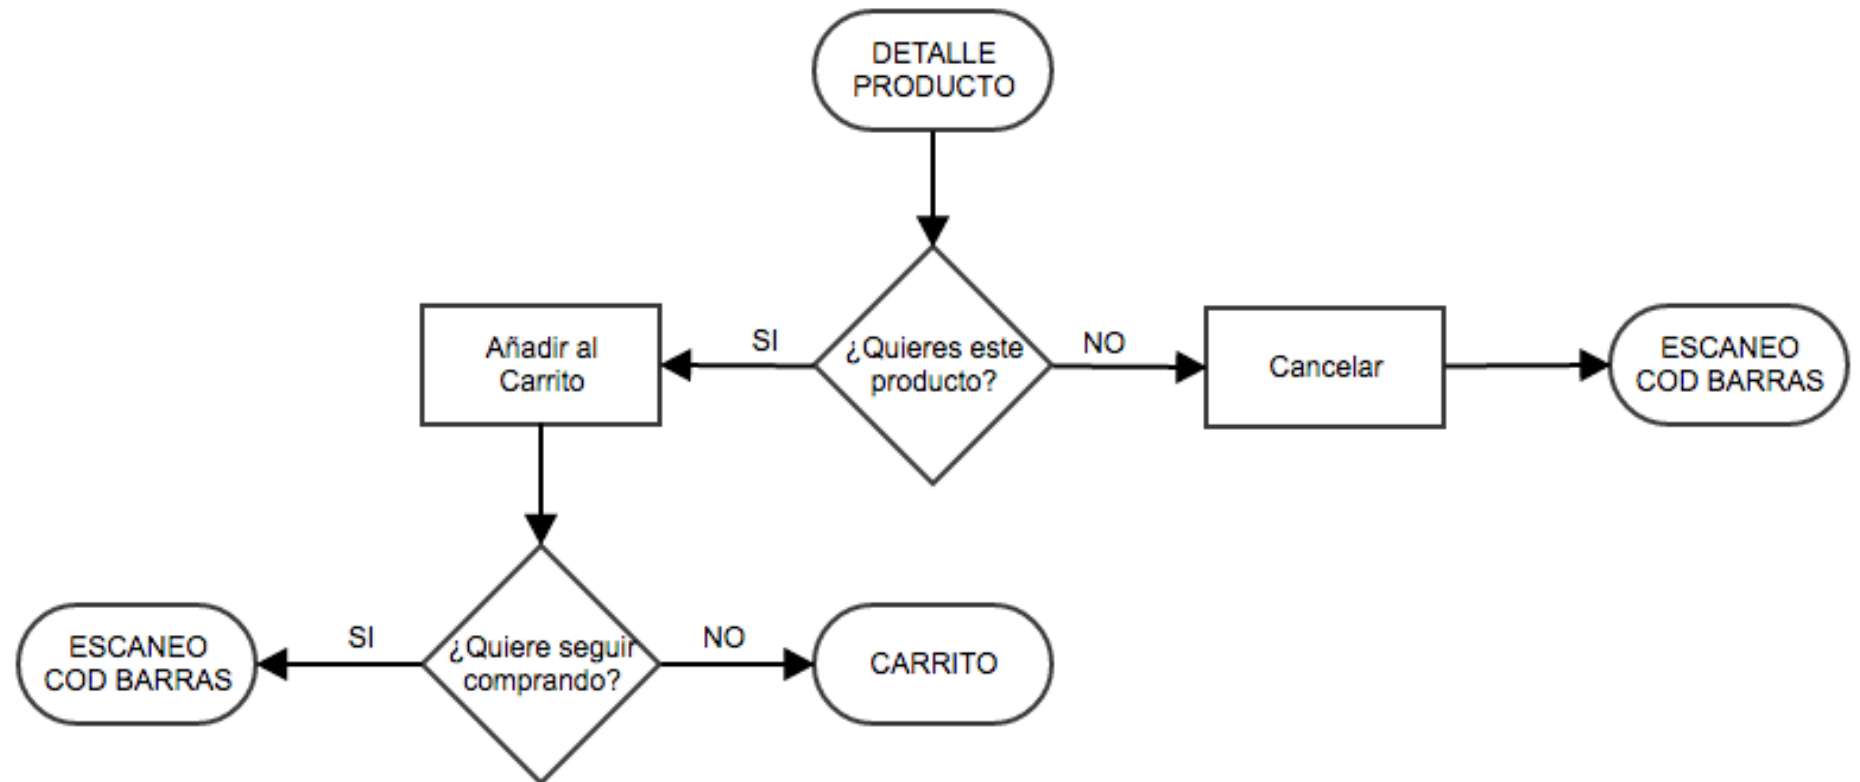 DETALLE
PRODUCTO
SI
¿Quieres este
producto?
NO
Añadir al
Carrito
Cancelar
ESCANEO
COD BARRAS
ESCANEO
COD BARRAS
SI
¿Quiere seguir
comprando?
NO
CARRITO